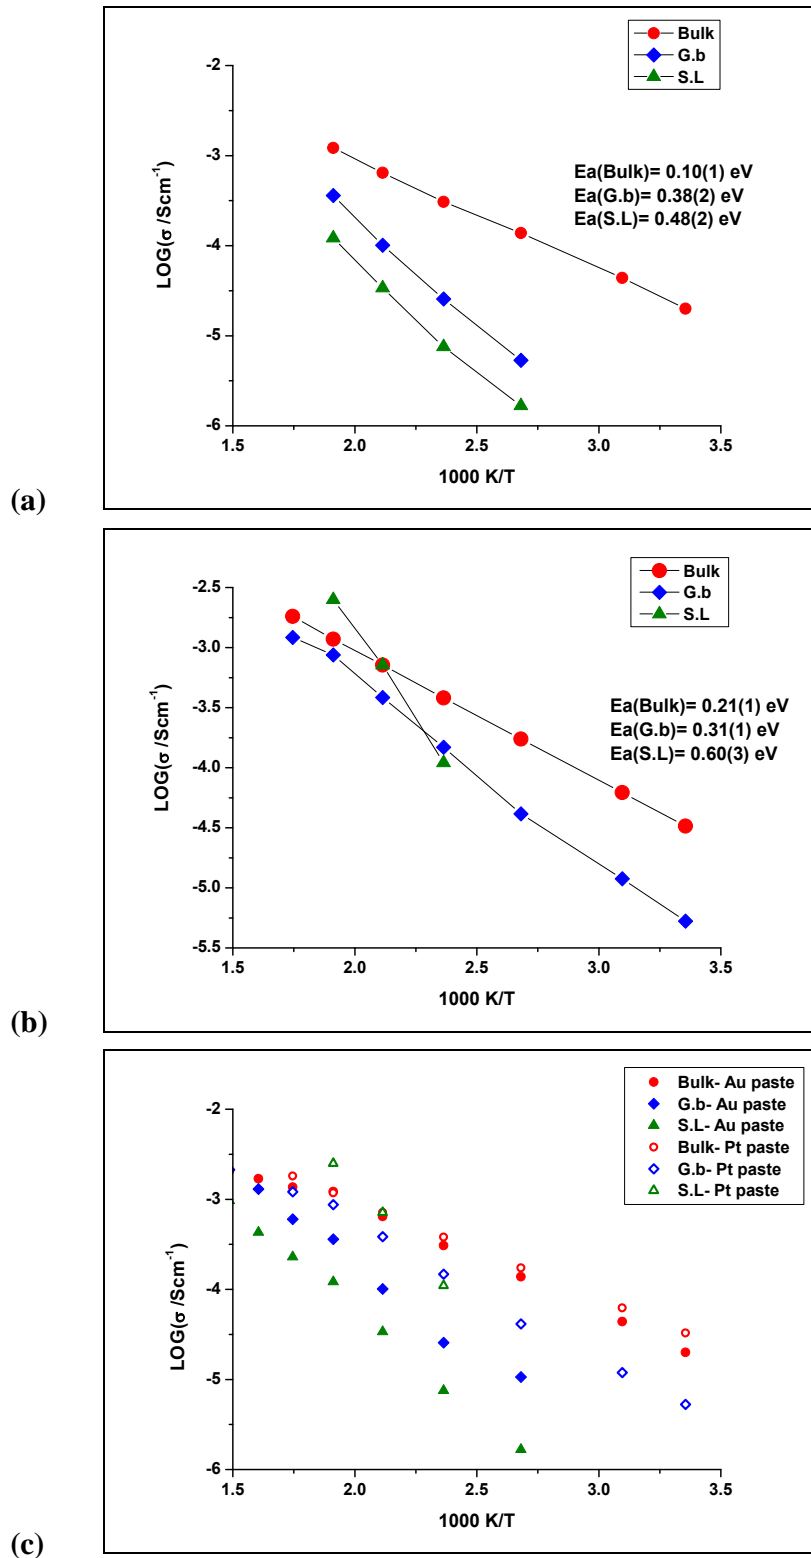 Bulk
G.b
S.L
-2
-3
-4
-5
-6
LOG(σ /Scm⁻¹)
Ea(Bulk)= 0.10(1) eV
Ea(G.b)= 0.38(2) eV
Ea(S.L)= 0.48(2) eV
1.5 2.0 2.5 3.0 3.5
1000 K/T
(a)
Bulk
G.b
S.L
-2.5
-3.0
-3.5
-4.0
-4.5
-5.0
-5.5
LOG(σ /Scm⁻¹)
Ea(Bulk)= 0.21(1) eV
Ea(G.b)= 0.31(1) eV
Ea(S.L)= 0.60(3) eV
1.5 2.0 2.5 3.0 3.5
1000 K/T
(b)
Bulk- Au paste
G.b- Au paste
S.L- Au paste
Bulk- Pt paste
G.b- Pt paste
S.L- Pt paste
-2
-3
-4
-5
-6
LOG(σ /Scm⁻¹)
1.5 2.0 2.5 3.0 3.5
1000 K/T
(c)